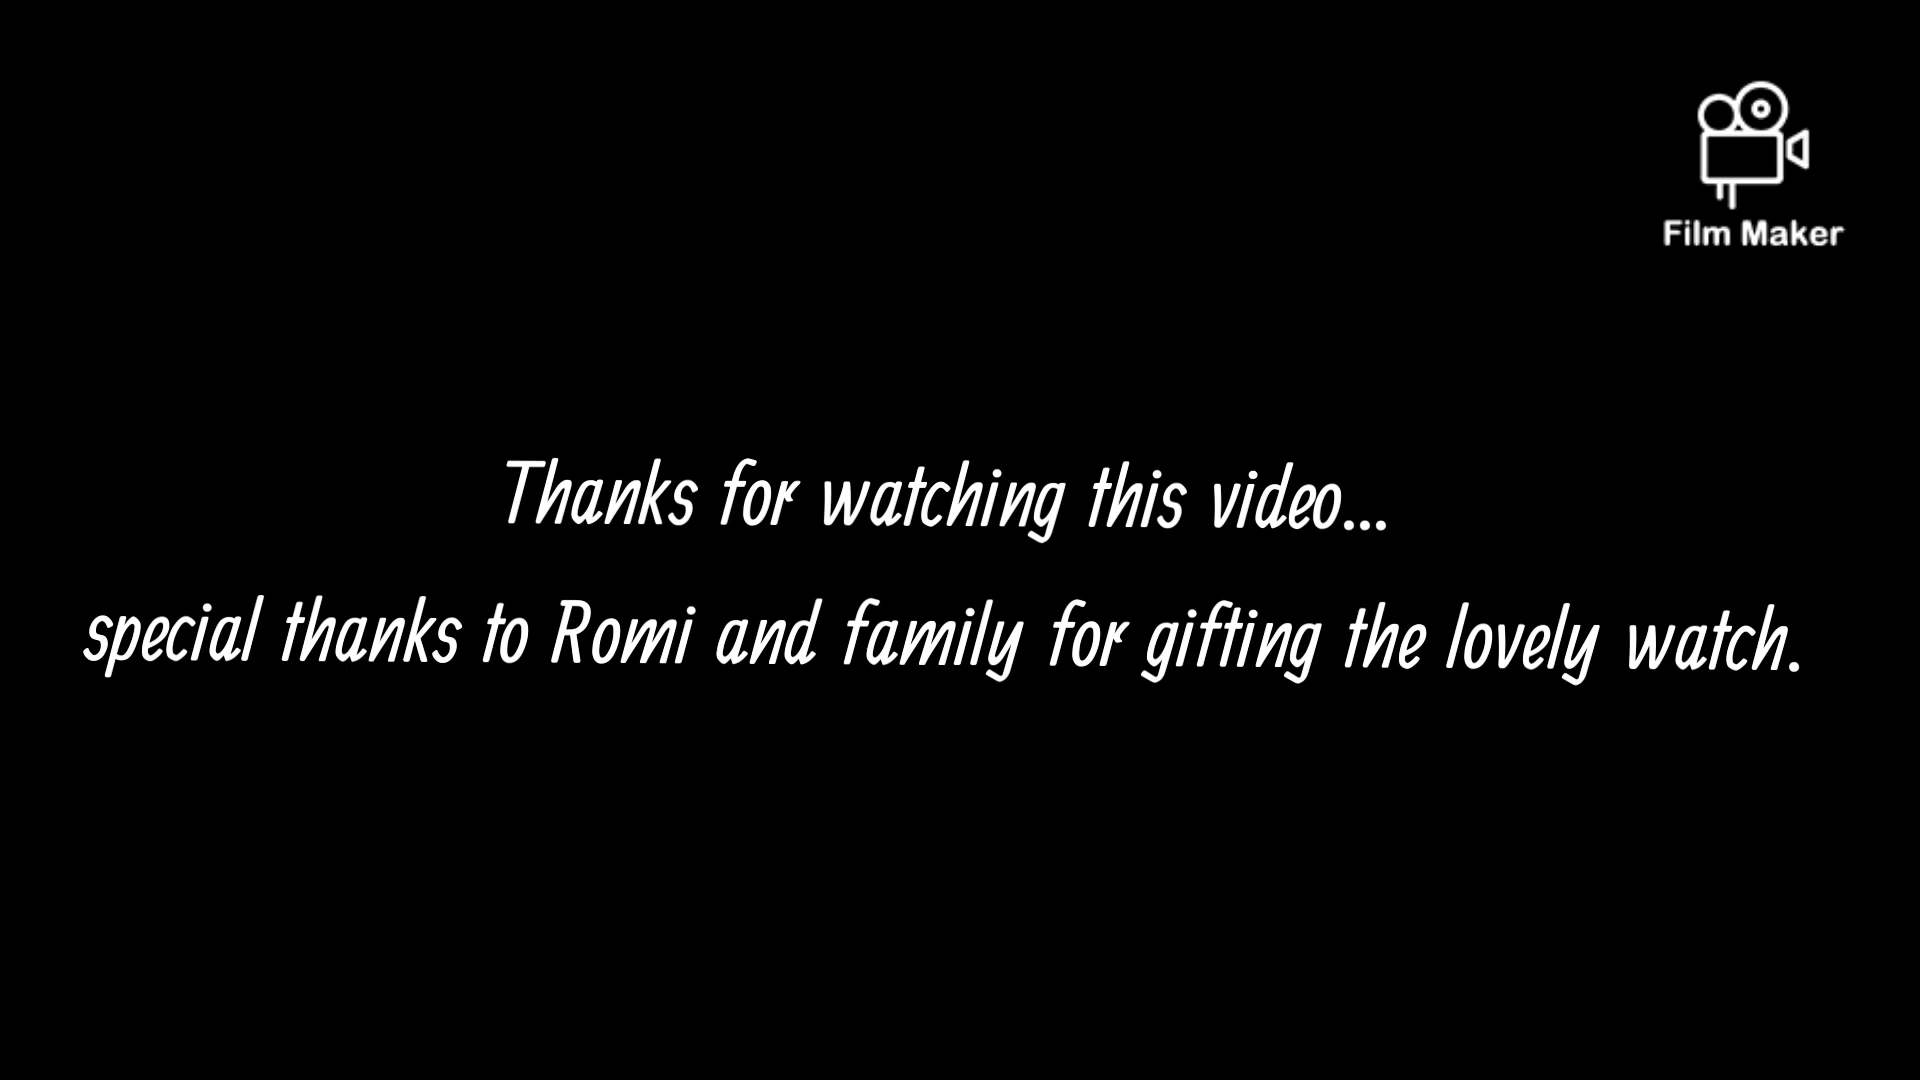 Film Maker
Thanks for watching this video...
special thanks to Romi and family for gifting the lovely watch.